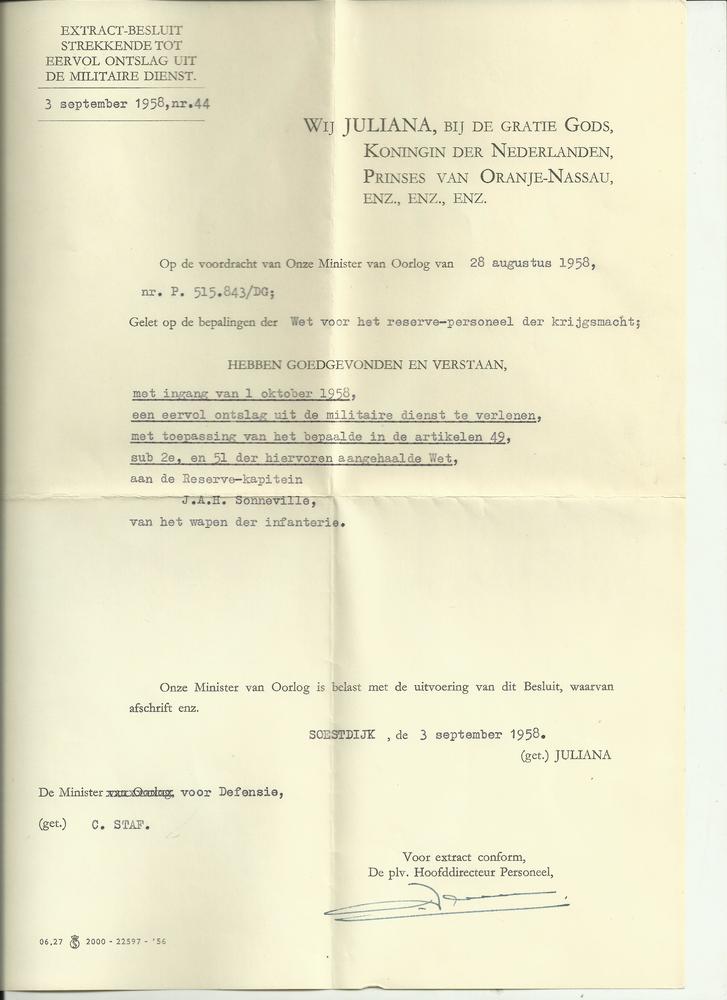 EXTRACT-BESLUIT
STREKKENDE TOT
EERVOL ONTSLAG UIT
DE MILITAIRE DIENST.
3 september 1958,nr.44
WIJ JULIANA, BIJ DE GRATIE GODS,
KONINGIN DER NEDERLANDEN,
PRINSES VAN ORANJE-NASSAU,
ENZ., ENZ., ENZ.
Op de voordracht van Onze Minister van Oorlog van 28 augustus 1958,
nr. P. 515.843/DG;
Gelet op de bepalingen der Wet voor het reserve-personeel der krijgsmacht;
HEBBEN GOEDGEVONDEN EN VERSTAAN,
met ingang van 1 oktober 1958,
een eervol ontslag uit de militaire dienst te verlenen,
met toepassing van het bepaalde in de artikelen 49,
sub 2e, en 51 der hiervoren aangehaalde Wet,
aan de Reserve-kapitein
J.A.H. Sonneville,
van het wapen der infanterie.
Onze Minister van Oorlog is belast met de uitvoering van dit Besluit, waarvan
afschrift enz.
SOESTDIJK , de 3 september 1958.
(get.) JULIANA
De Minister van Oorlog, voor Defensie,
(get.) C. STAF.
Voor extract conform,
De plv. Hoofddirecteur Personeel,
06,27 2000 - 22597 - '56